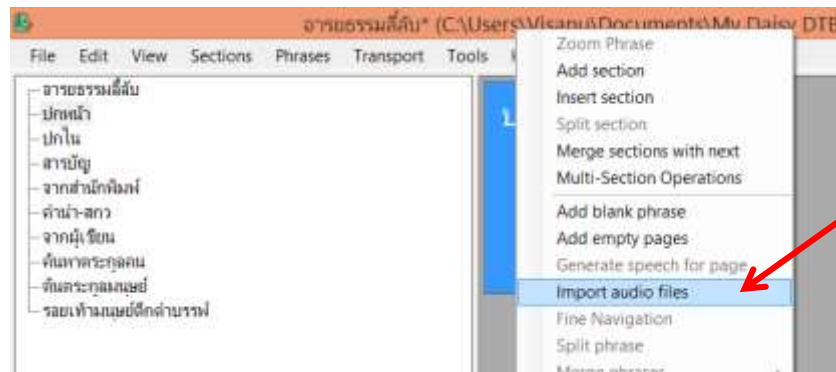 อารยธรรมลี้ลับ* (C:\Users\Visanu\Documents\My Daisy DTB
File Edit View Sections Phrases Transport Tools
อารยธรรมลี้ลับ
ปกหน้า
ปกใน
สารบัญ
จากสำนักพิมพ์
คำนำ-สกว
จากผู้เขียน
ค้นหาตระกูลคน
ต้นตระกูลมนุษย์
รอยเท้ามนุษย์ดึกดำบรรพ์
Zoom Phrase
Add section
Insert section
Split section
Merge sections with next
Multi-Section Operations
Add blank phrase
Add empty pages
Generate speech for page
Import audio files
Fine Navigation
Split phrase
Merge phrases